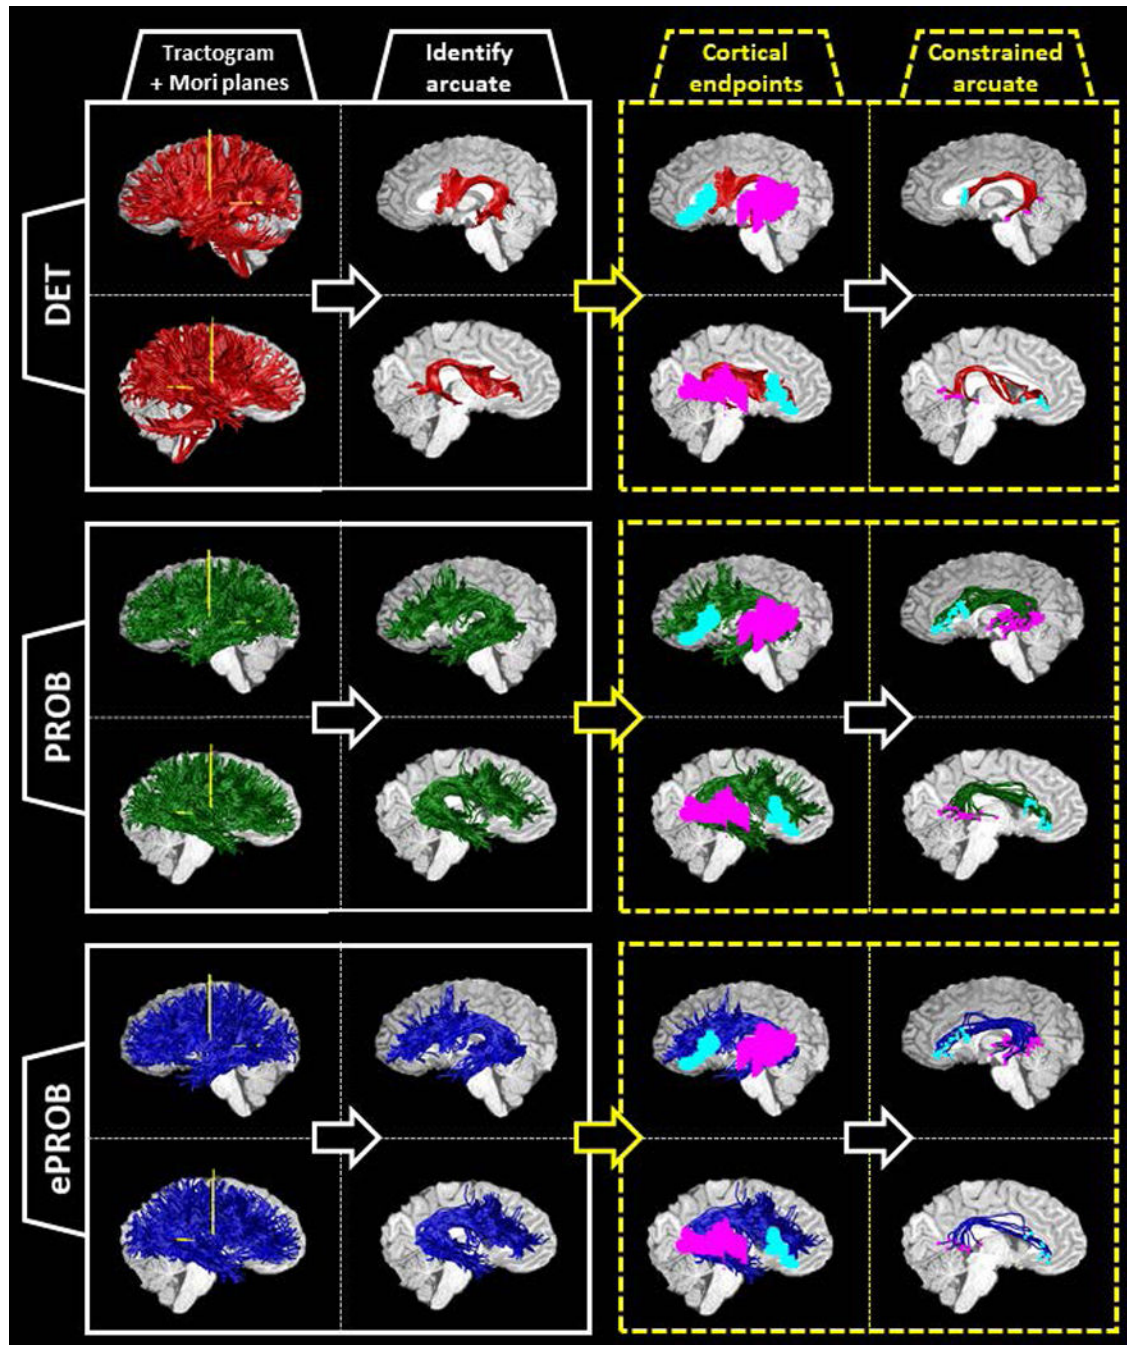 Tractogram
+ Mori planes
Identify
arcuate
Cortical
endpoints
Constrained
arcuate
DET
PROB
ePROB